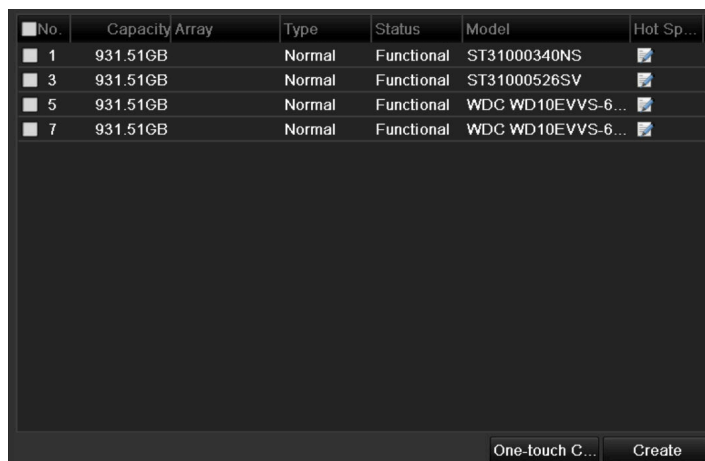 No. Capacity Array Type Status Model Hot Sp...
1 931.51GB Normal Functional ST31000340NS
3 931.51GB Normal Functional ST31000526SV
5 931.51GB Normal Functional WDC WD10EVVS-6...
7 931.51GB Normal Functional WDC WD10EVVS-6...
One-touch C... Create